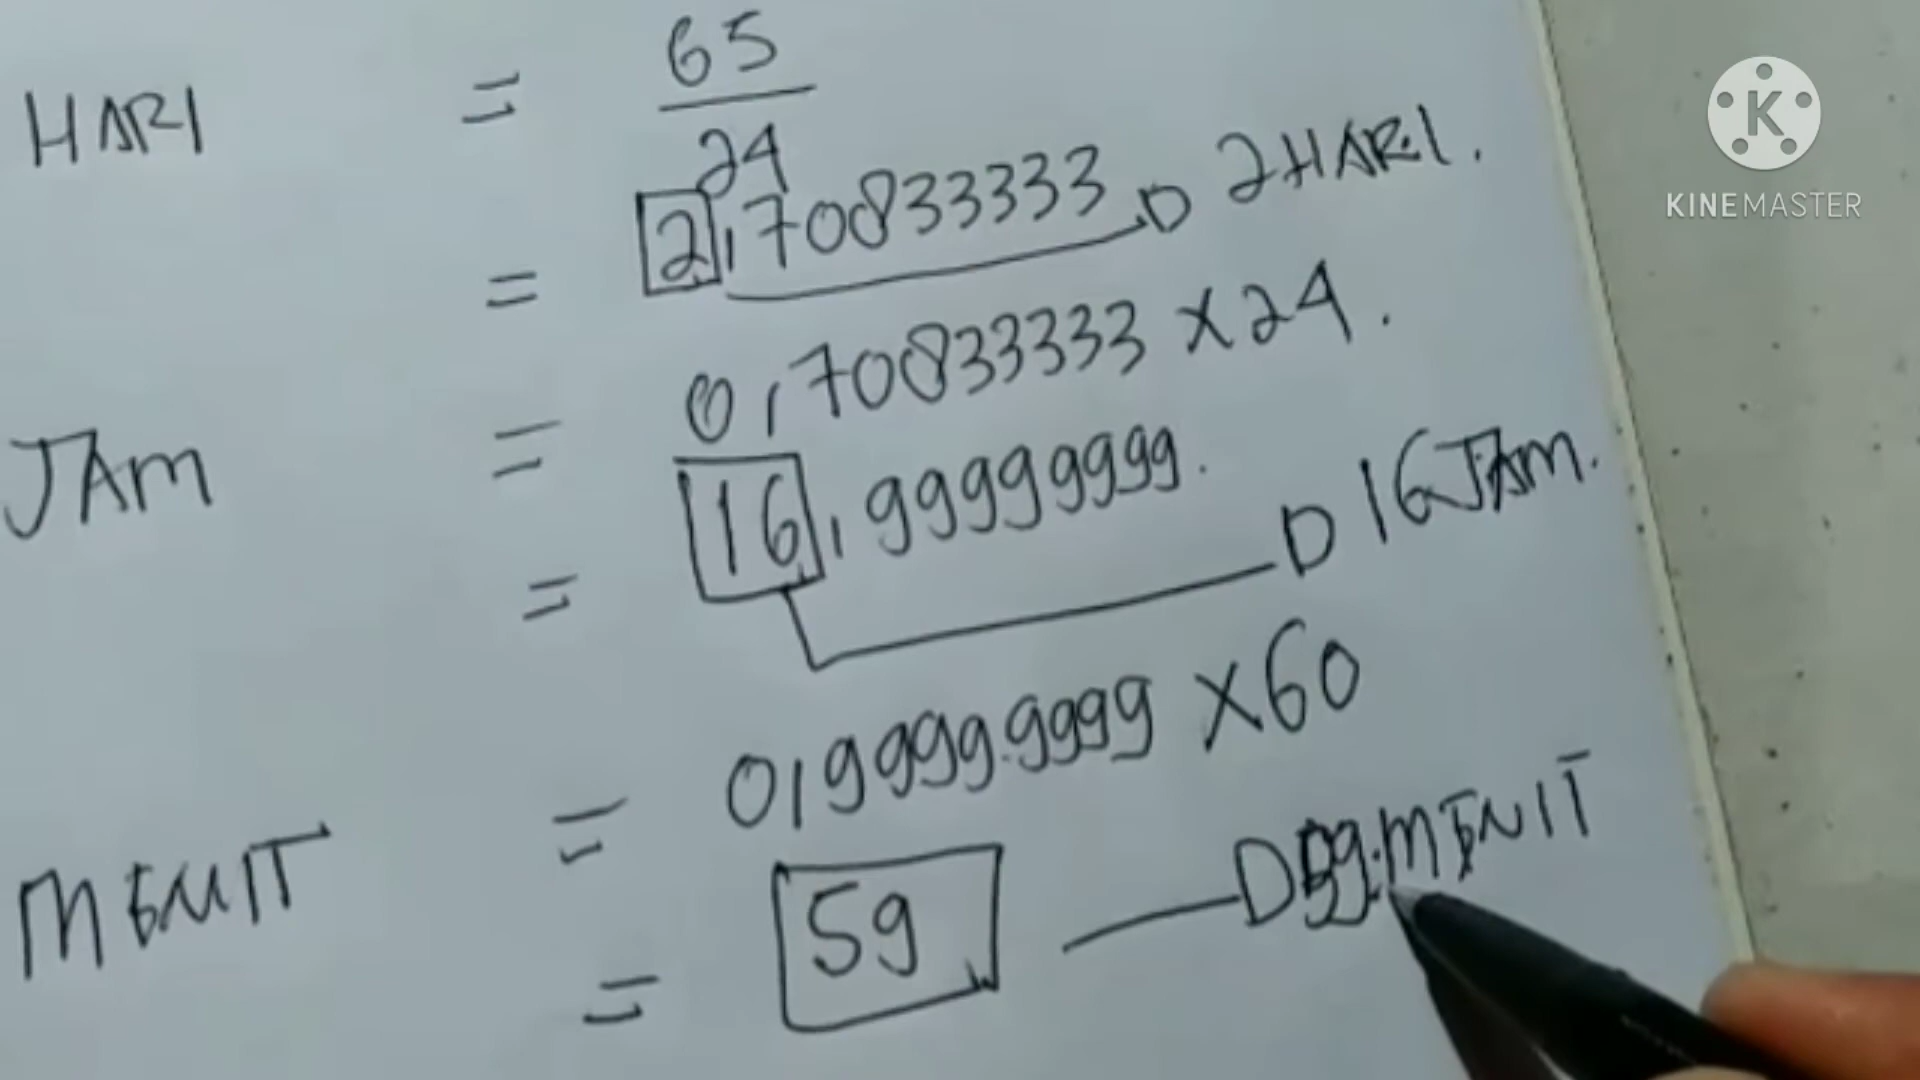 HARI = 65
24
= 2,70833333 2 HARI.
JAM = 0,70833333 X 24.
= 16,99999999. 16 JAM.
MENIT = 0,99999999 X 60
= 59 59 MENIT
KINEMASTER